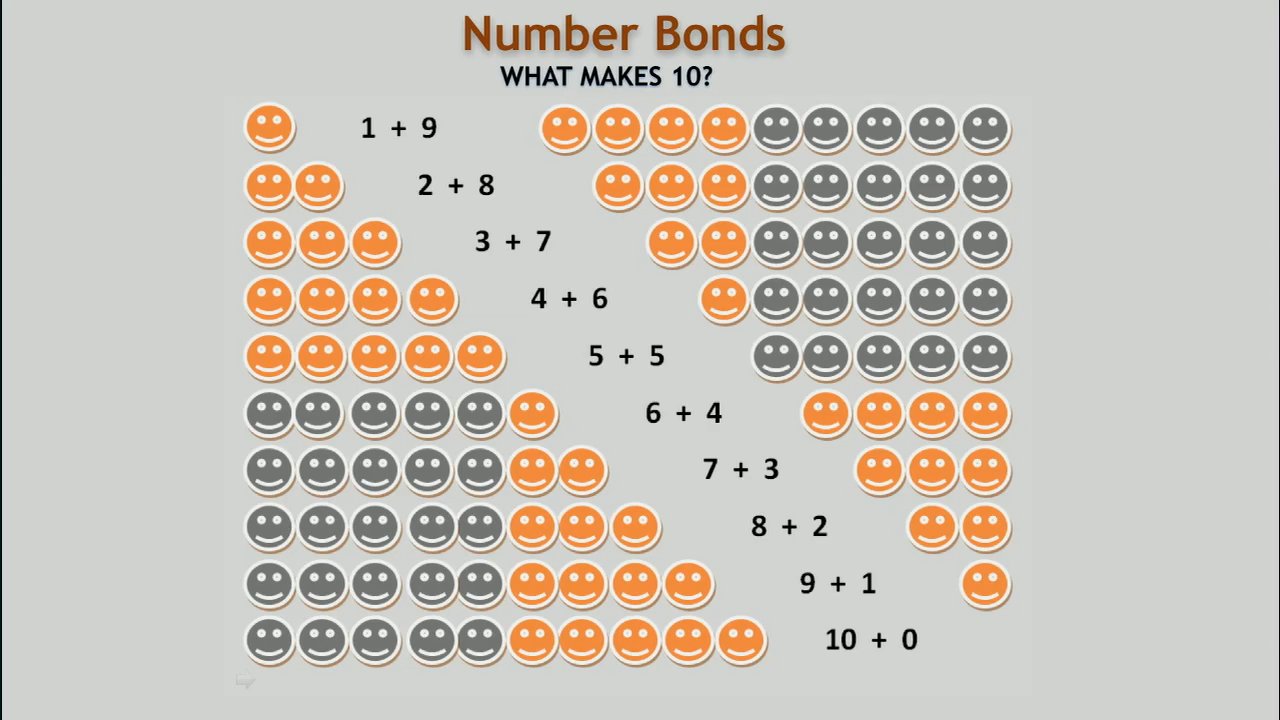 Number Bonds
WHAT MAKES 10?
1 + 9
2 + 8
3 + 7
4 + 6
5 + 5
6 + 4
7 + 3
8 + 2
9 + 1
10 + 0